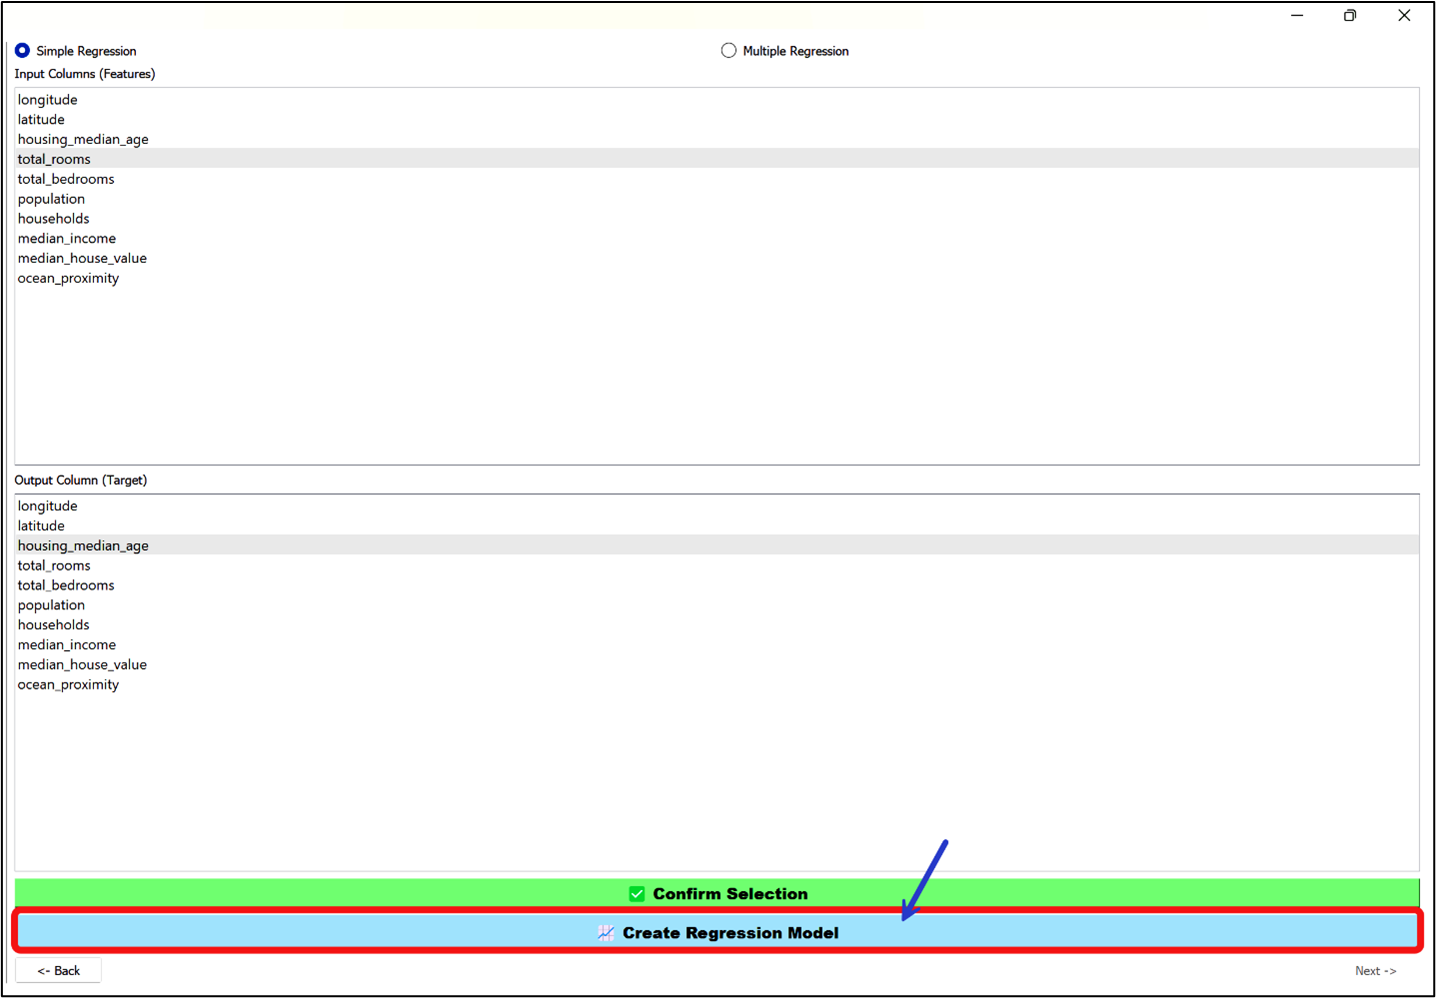 Simple Regression
Multiple Regression
Input Columns (Features)
longitude
latitude
housing_median_age
total_rooms
total_bedrooms
population
households
median_income
median_house_value
ocean_proximity
Output Column (Target)
longitude
latitude
housing_median_age
total_rooms
total_bedrooms
population
households
median_income
median_house_value
ocean_proximity
Confirm Selection
Create Regression Model
<- Back
Next ->